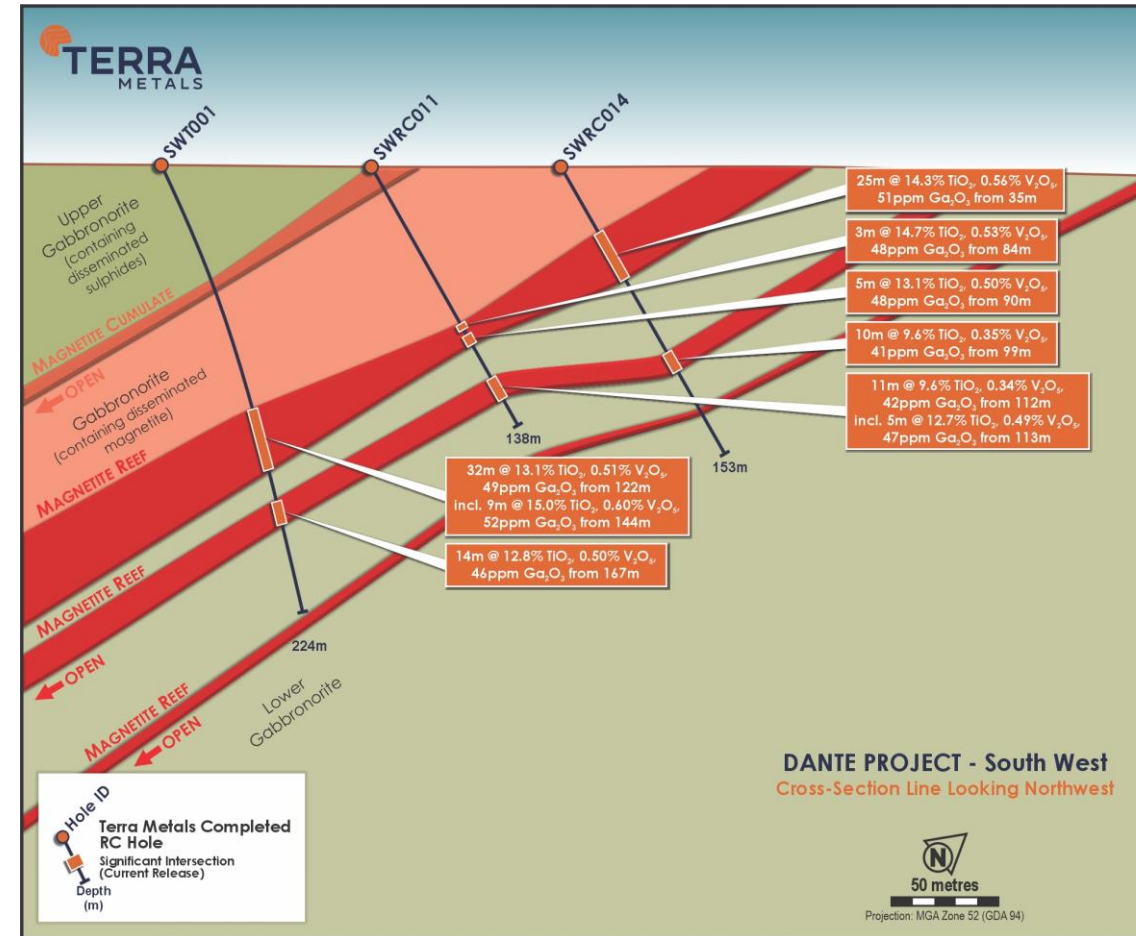 TERRA
METALS
SWT001
SWRC011
SWRC014
Upper
Gabbronorite
(containing
disseminated
sulphides)
MAGNETITE CUMULATE
OPEN
Gabbronorite
(containing disseminated
magnetite)
MAGNETITE REEF
MAGNETITE REEF
OPEN
MAGNETITE REEF
OPEN
Lower
Gabbronorite
25m @ 14.3% TiO₂, 0.56% V₂O₅,
51ppm Ga₂O₃ from 35m
3m @ 14.7% TiO₂, 0.53% V₂O₅,
48ppm Ga₂O₃ from 84m
5m @ 13.1% TiO₂, 0.50% V₂O₅,
48ppm Ga₂O₃ from 90m
10m @ 9.6% TiO₂, 0.35% V₂O₅,
41ppm Ga₂O₃ from 99m
11m @ 9.6% TiO₂, 0.34% V₂O₅,
42ppm Ga₂O₃ from 112m
incl. 5m @ 12.7% TiO₂, 0.49% V₂O₅,
47ppm Ga₂O₃ from 113m
138m
153m
32m @ 13.1% TiO₂, 0.51% V₂O₅,
49ppm Ga₂O₃ from 122m
incl. 9m @ 15.0% TiO₂, 0.60% V₂O₅,
52ppm Ga₂O₃ from 144m
14m @ 12.8% TiO₂, 0.50% V₂O₅,
46ppm Ga₂O₃ from 167m
224m
DANTE PROJECT - South West
Cross-Section Line Looking Northwest
Hole ID
Terra Metals Completed
RC Hole
Significant Intersection
(Current Release)
Depth
(m)
N
50 metres
Projection: MGA Zone 52 (GDA 94)